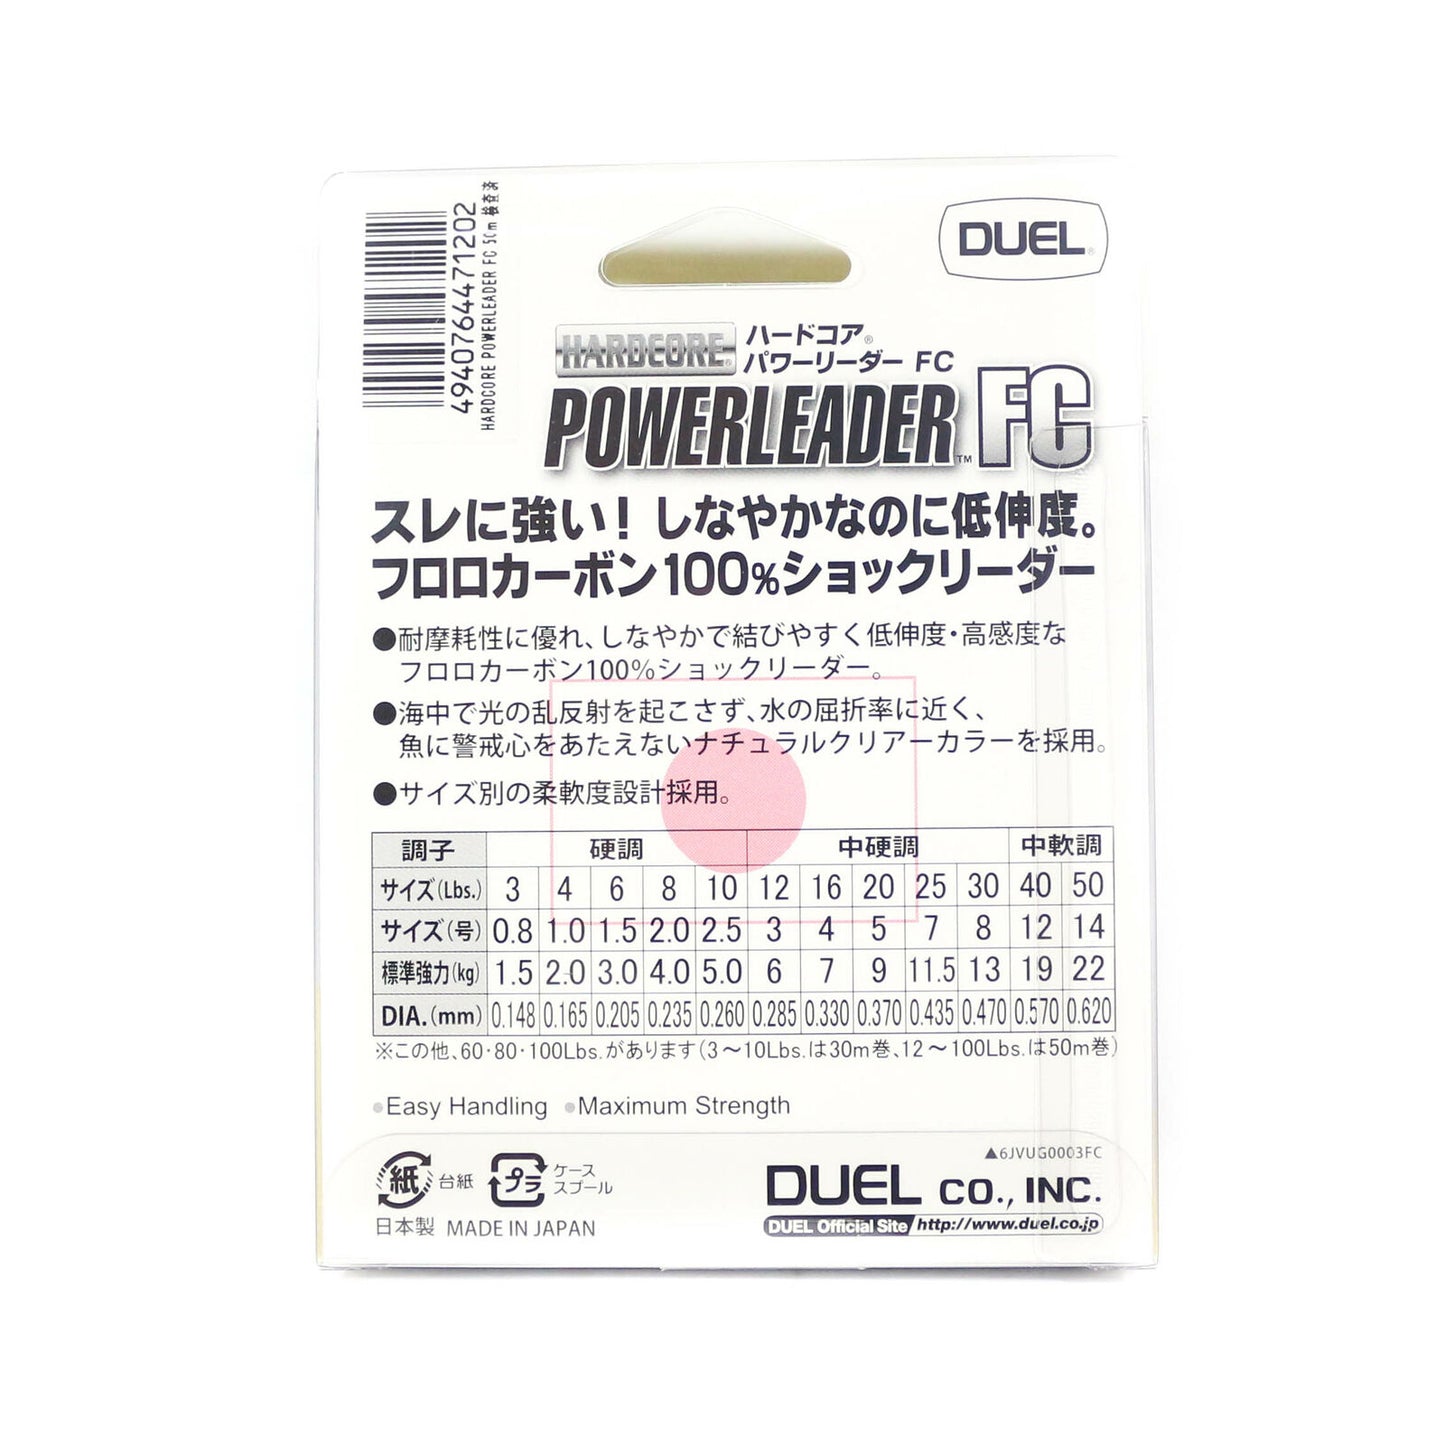 4940764471202
HARDCORE POWERLEADER FC 50m 検査済
DUEL®
HARDCORE®
ハードコア®
パワーリーダー FC
POWERLEADER™ FC
スレに強い！しなやかなのに低伸度。
フロロカーボン100%ショックリーダー
●耐摩耗性に優れ、しなやかで結びやすく低伸度・高感度な
フロロカーボン100%ショックリーダー。
●海中で光の乱反射を起こさず、水の屈折率に近く、
魚に警戒心をあたえないナチュラルクリアーカラーを採用。
●サイズ別の柔軟度設計採用。
調子 硬調 中硬調 中軟調
サイズ(Lbs.) 3 4 6 8 10 12 16 20 25 30 40 50
サイズ(号) 0.8 1.0 1.5 2.0 2.5 3 4 5 7 8 12 14
標準強力(kg) 1.5 2.0 3.0 4.0 5.0 6 7 9 11.5 13 19 22
DIA.(mm) 0.148 0.165 0.205 0.235 0.260 0.285 0.330 0.370 0.435 0.470 0.570 0.620
※この他、60・80・100Lbs.があります(3～10Lbs.は30m巻、12～100Lbs.は50m巻)
●Easy Handling ●Maximum Strength
▲6JVUG0003FC
紙 台紙 プラ ケース
スプール
DUEL CO., INC.
日本製 MADE IN JAPAN
DUEL Official Site http://www.duel.co.jp